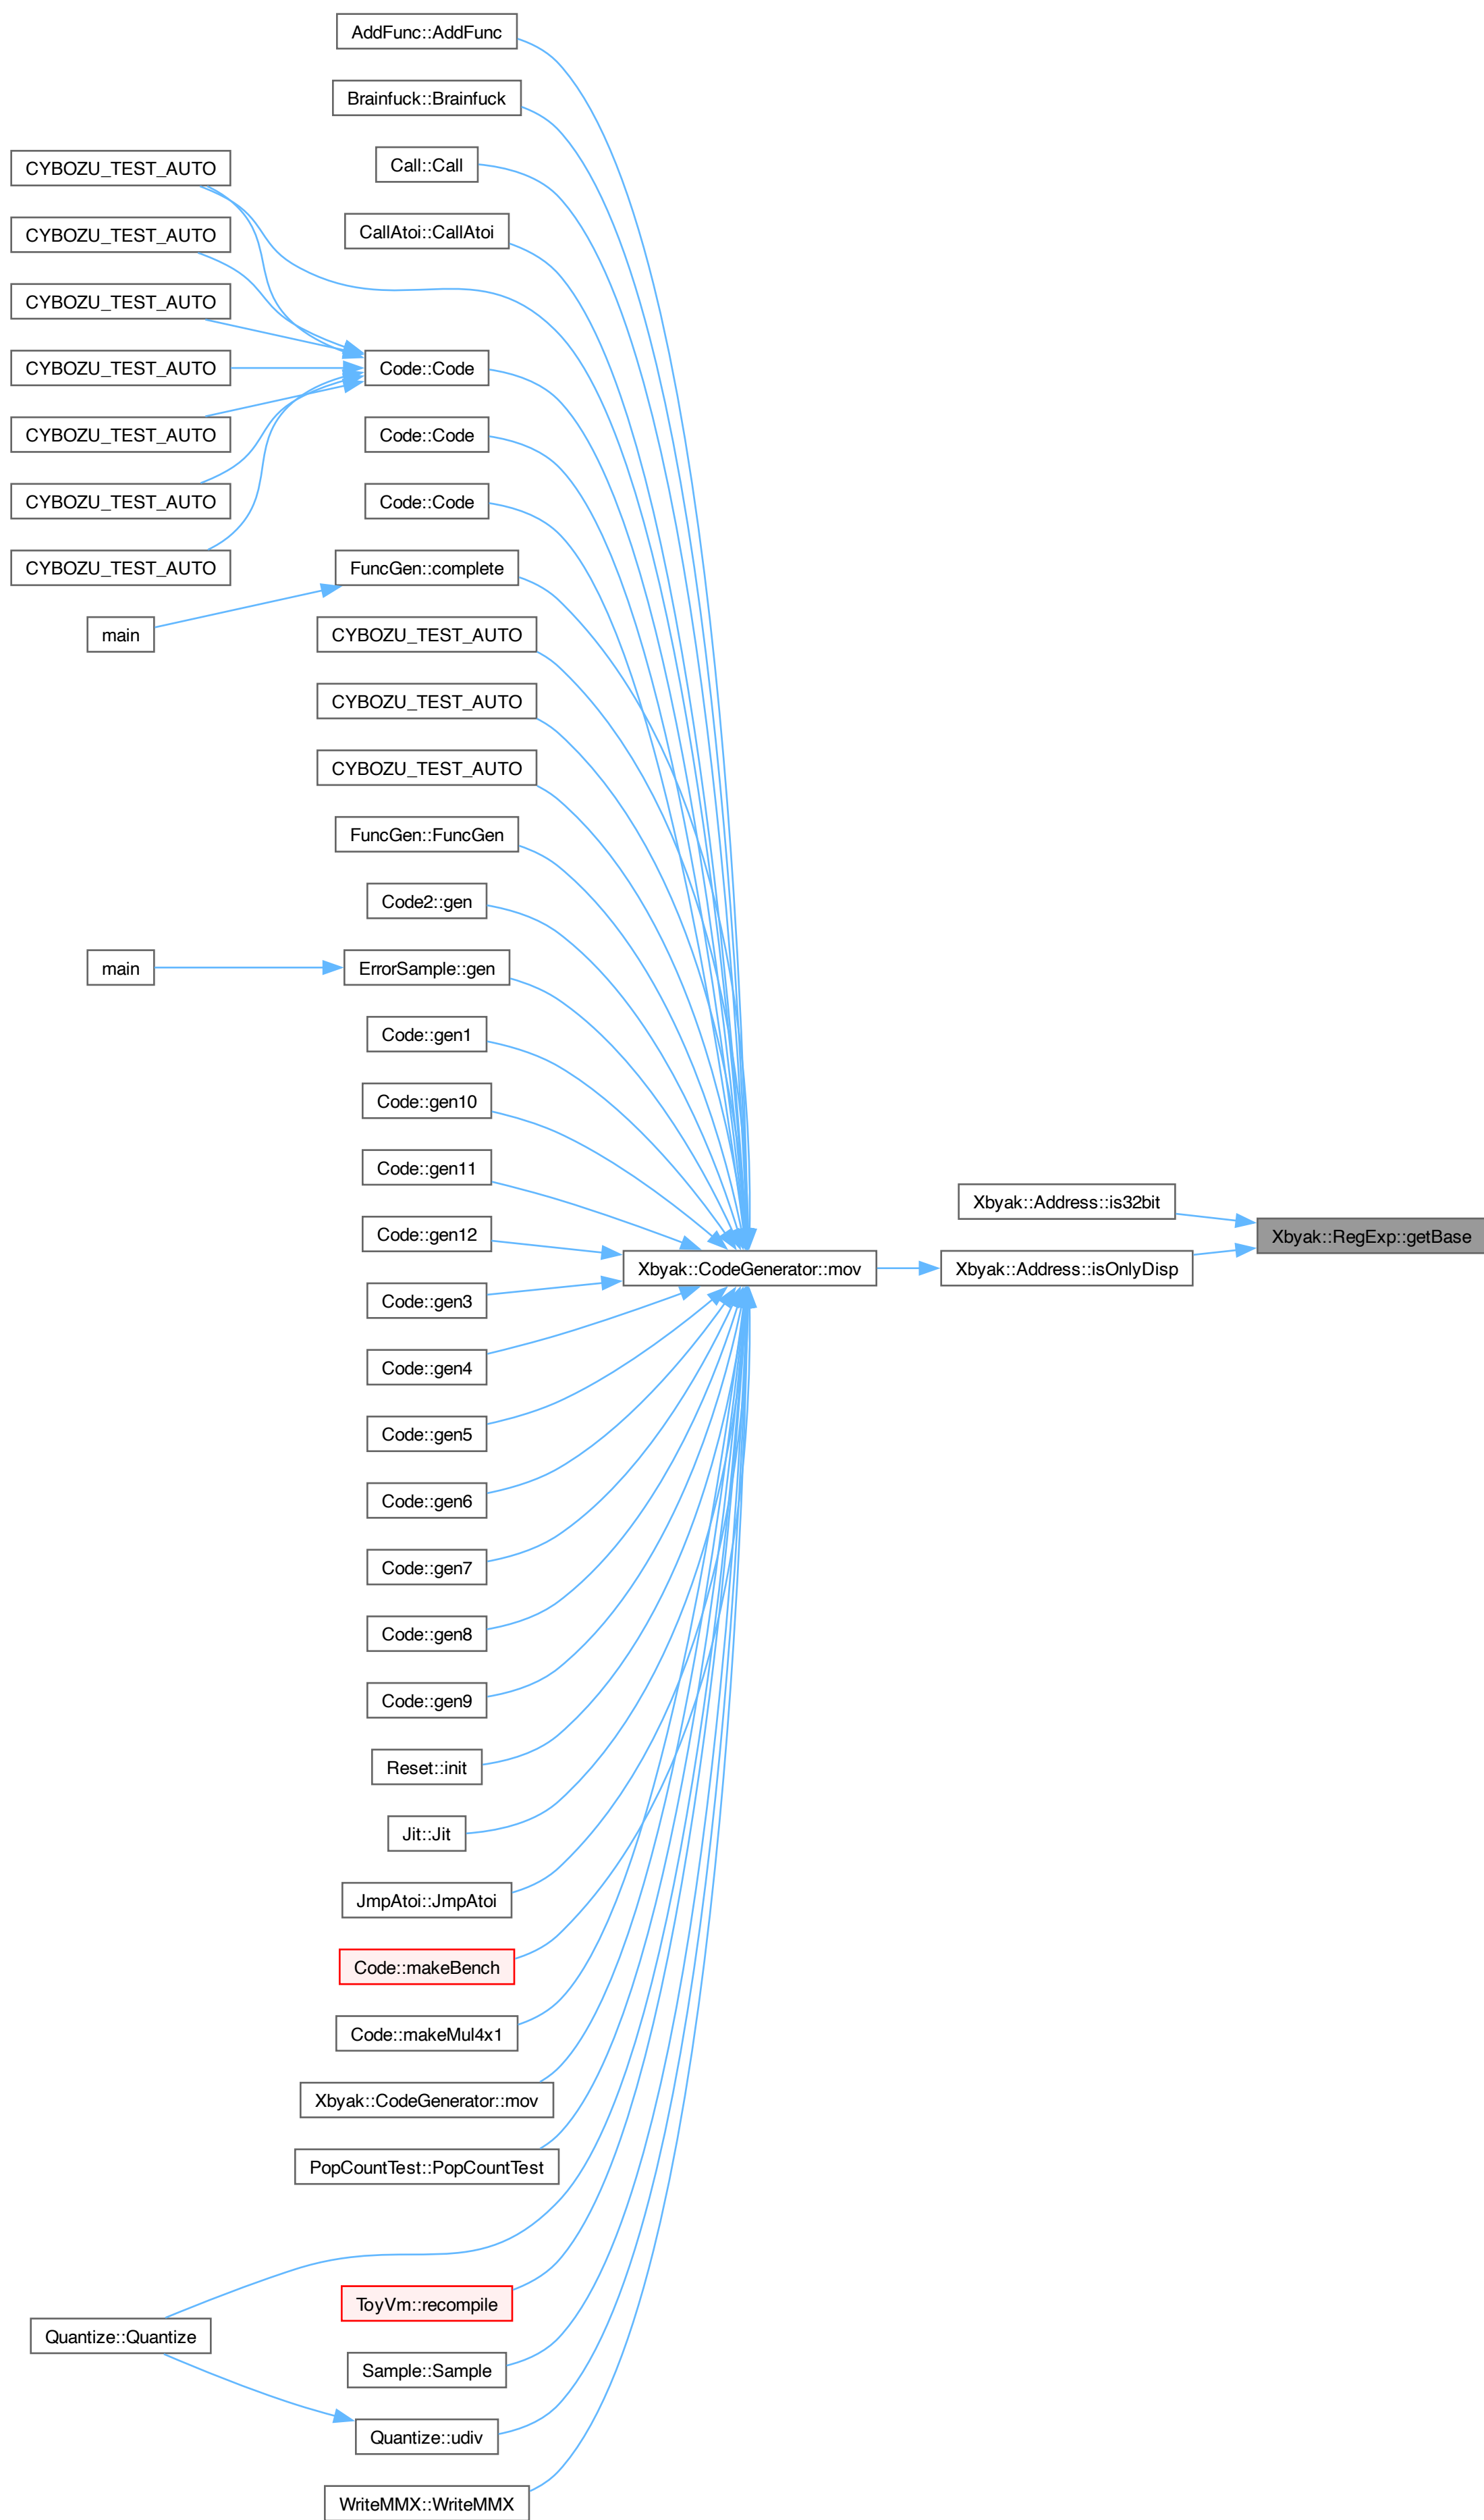 AddFunc::AddFunc
Brainfuck::Brainfuck
Call::Call
CYBOZU_TEST_AUTO
CallAtoi::CallAtoi
CYBOZU_TEST_AUTO
CYBOZU_TEST_AUTO
CYBOZU_TEST_AUTO
Code::Code
CYBOZU_TEST_AUTO
Code::Code
CYBOZU_TEST_AUTO
Code::Code
CYBOZU_TEST_AUTO
FuncGen::complete
main
CYBOZU_TEST_AUTO
CYBOZU_TEST_AUTO
CYBOZU_TEST_AUTO
FuncGen::FuncGen
Code2::gen
main
ErrorSample::gen
Code::gen1
Code::gen10
Code::gen11
Xbyak::Address::is32bit
Code::gen12
Xbyak::RegExp::getBase
Xbyak::CodeGenerator::mov
Xbyak::Address::isOnlyDisp
Code::gen3
Code::gen4
Code::gen5
Code::gen6
Code::gen7
Code::gen8
Code::gen9
Reset::init
Jit::Jit
JmpAtoi::JmpAtoi
Code::makeBench
Code::makeMul4x1
Xbyak::CodeGenerator::mov
PopCountTest::PopCountTest
ToyVm::recompile
Quantize::Quantize
Sample::Sample
Quantize::udiv
WriteMMX::WriteMMX